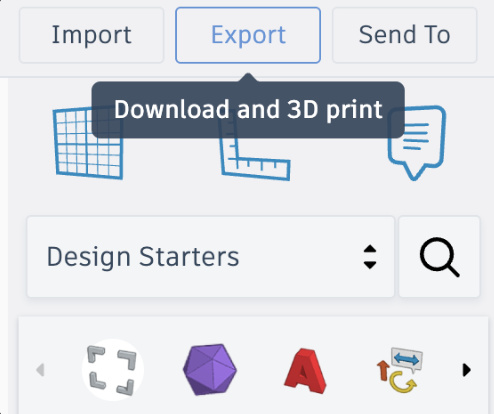 Import
Export
Send To
Download and 3D print
Design Starters
A